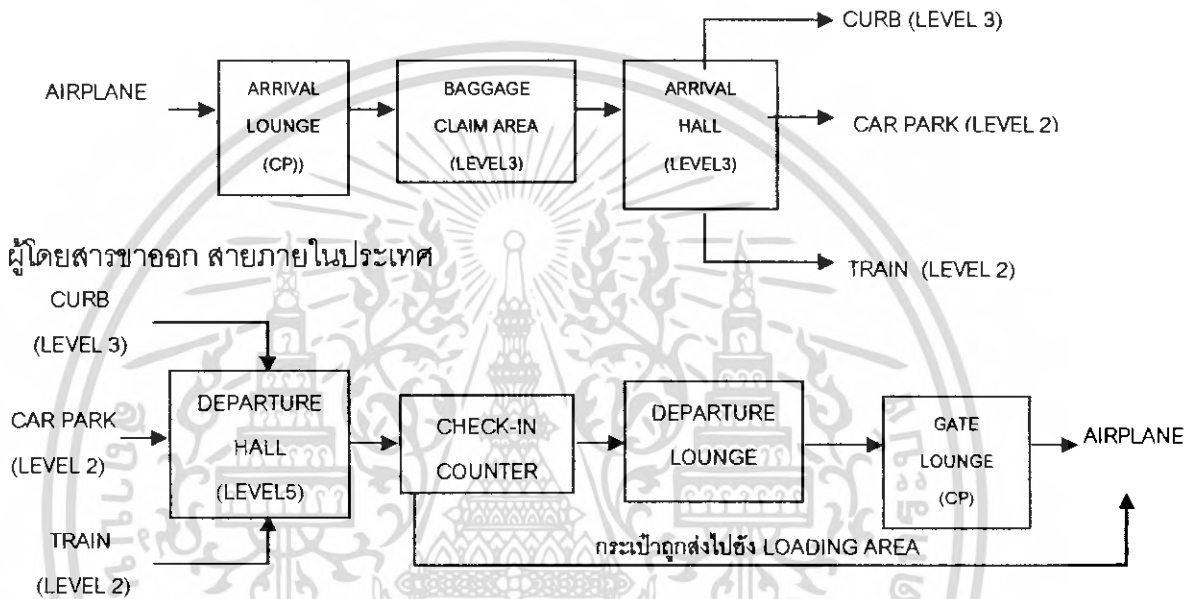 CURB (LEVEL 3)
AIRPLANE
ARRIVAL
LOUNGE
(CP))
BAGGAGE
CLAIM AREA
(LEVEL3)
ARRIVAL
HALL
(LEVEL3)
CAR PARK (LEVEL 2)
TRAIN (LEVEL 2)
ผู้โดยสารขาออก สายภายในประเทศ
CURB
(LEVEL 3)
CAR PARK
(LEVEL 2)
TRAIN
(LEVEL 2)
DEPARTURE
HALL
(LEVEL5)
CHECK-IN
COUNTER
DEPARTURE
LOUNGE
GATE
LOUNGE
(CP)
AIRPLANE
กระเป๋าถูกส่งไปยัง LOADING AREA